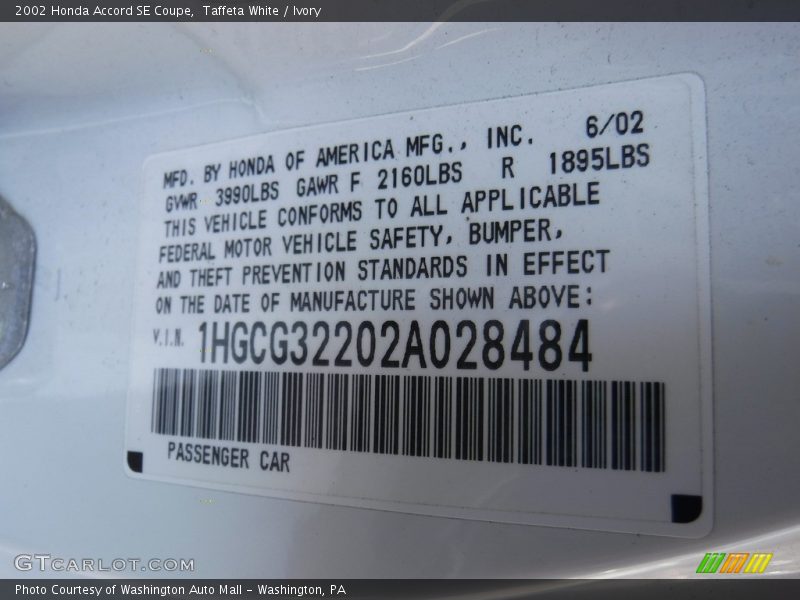 2002 Honda Accord SE Coupe, Taffeta White / Ivory
MFD. BY HONDA OF AMERICA MFG., INC. 6/02
GVWR 3990LBS GAWR F 2160LBS R 1895LBS
THIS VEHICLE CONFORMS TO ALL APPLICABLE
FEDERAL MOTOR VEHICLE SAFETY, BUMPER,
AND THEFT PREVENTION STANDARDS IN EFFECT
ON THE DATE OF MANUFACTURE SHOWN ABOVE:
V.I.N. 1HGCG32202A028484
PASSENGER CAR
GTCARLOT.COM
Photo Courtesy of Washington Auto Mall – Washington, PA